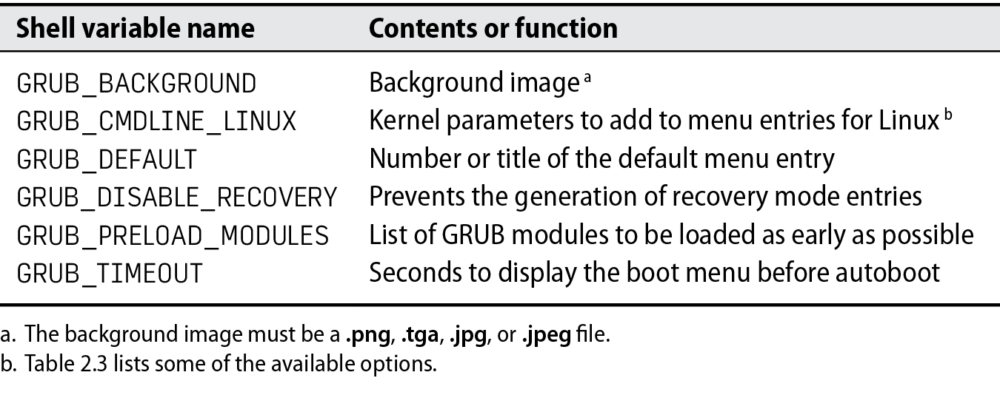 Shell variable name Contents or function
GRUB_BACKGROUND Background image a
GRUB_CMDLINE_LINUX Kernel parameters to add to menu entries for Linux b
GRUB_DEFAULT Number or title of the default menu entry
GRUB_DISABLE_RECOVERY Prevents the generation of recovery mode entries
GRUB_PRELOAD_MODULES List of GRUB modules to be loaded as early as possible
GRUB_TIMEOUT Seconds to display the boot menu before autoboot
a. The background image must be a .png, .tga, .jpg, or .jpeg file.
b. Table 2.3 lists some of the available options.